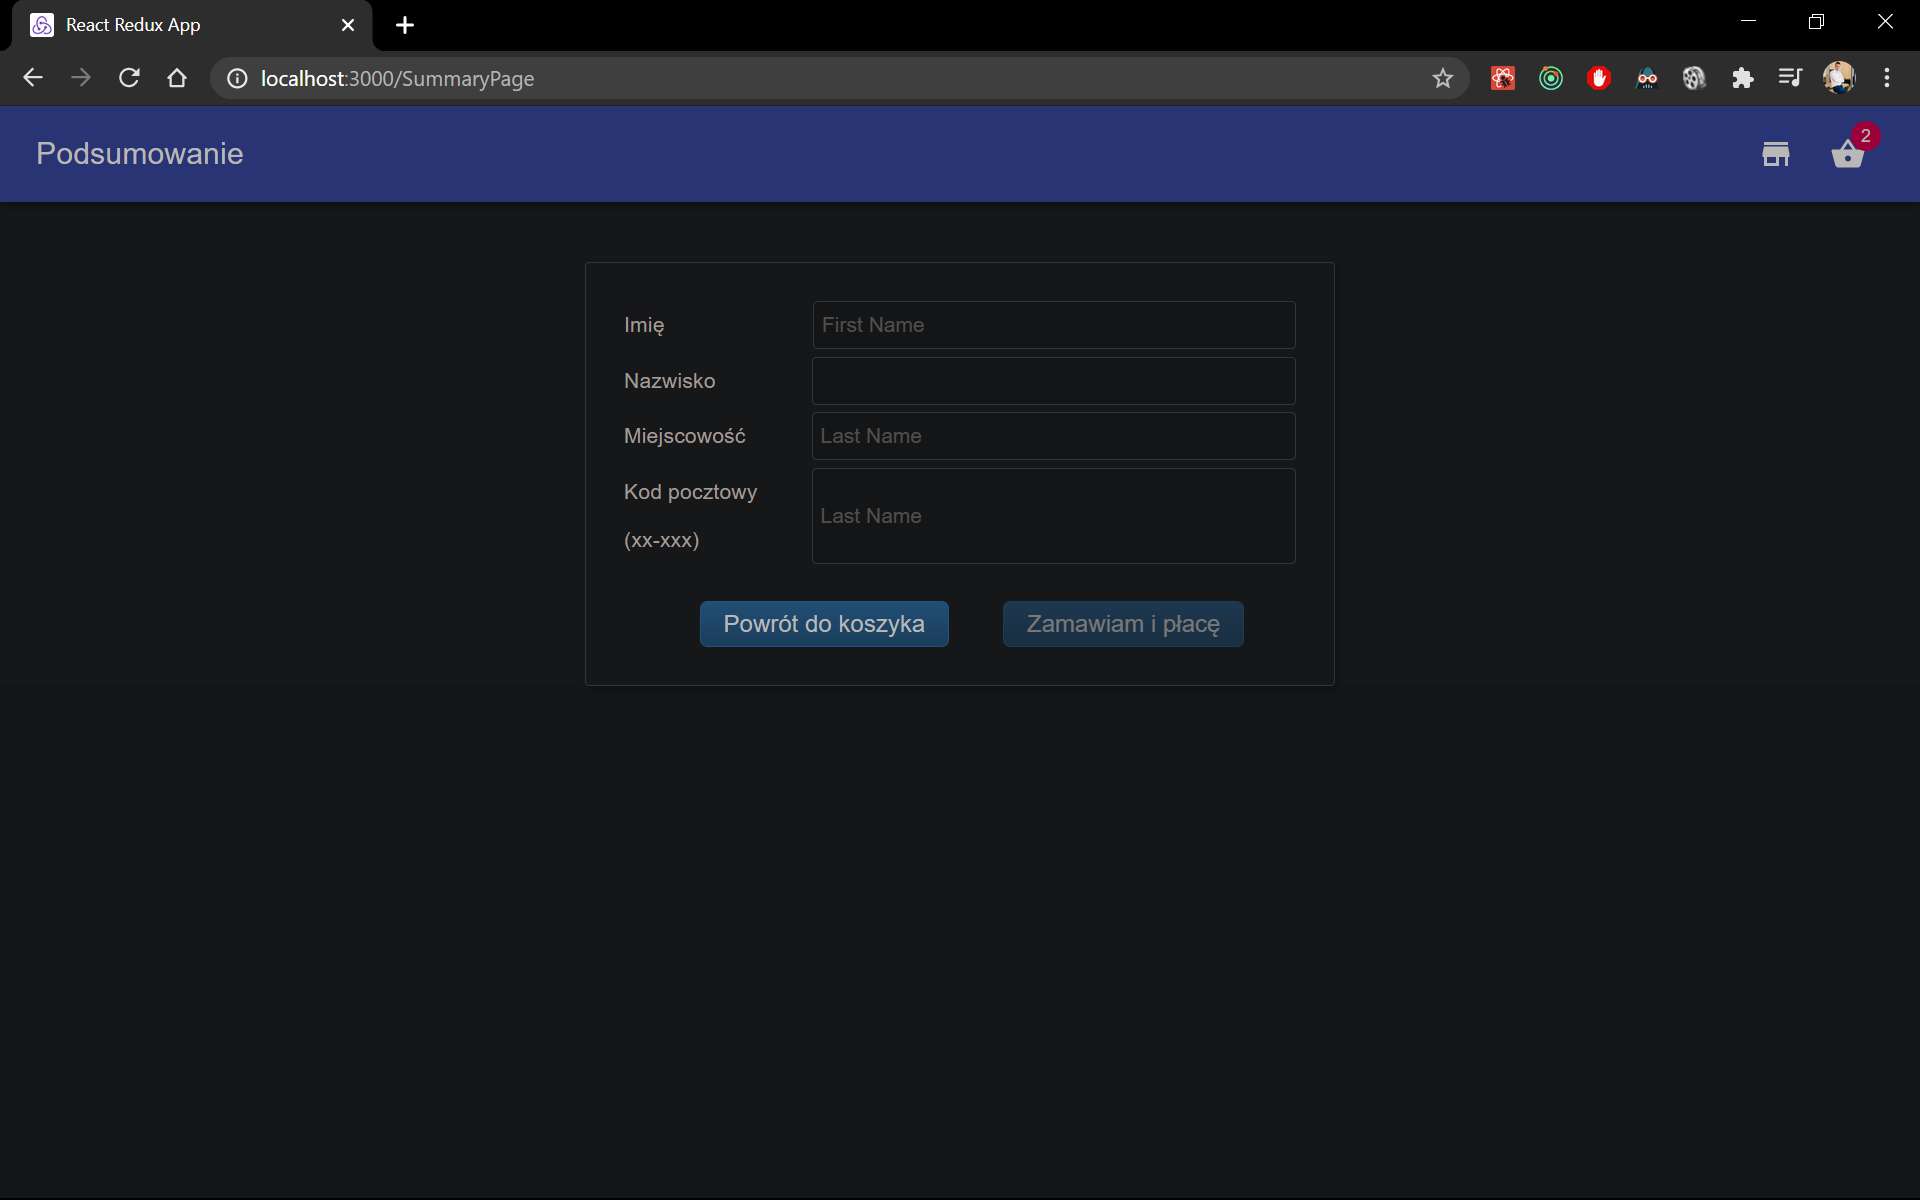 React Redux App
localhost:3000/SummaryPage
Podsumowanie
2
Imię
First Name
Nazwisko
Miejscowość
Last Name
Kod pocztowy
(xx-xxx)
Last Name
Powrót do koszyka
Zamawiam i płacę